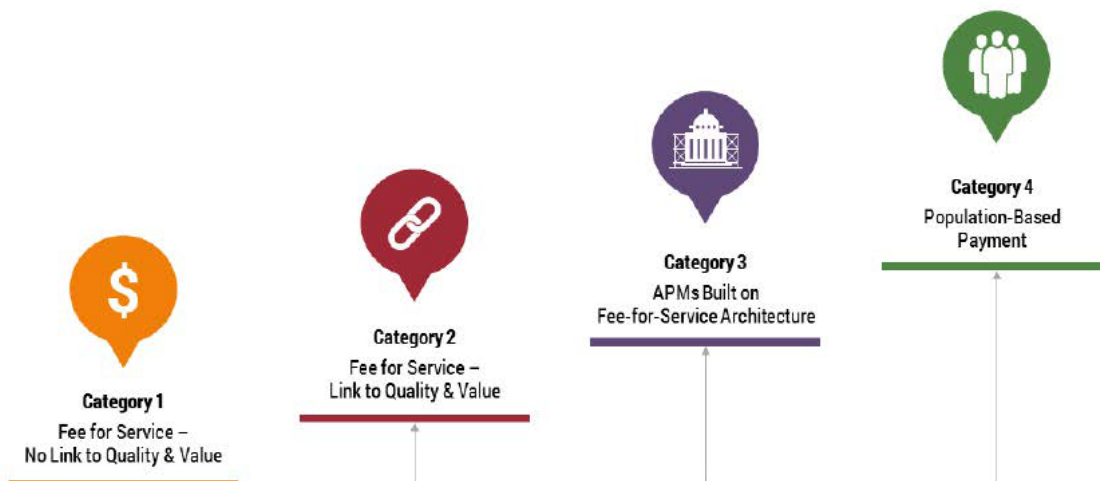 $
Category 1
Fee for Service –
No Link to Quality & Value
Category 2
Fee for Service –
Link to Quality & Value
Category 3
APMs Built on
Fee-for-Service Architecture
Category 4
Population-Based
Payment